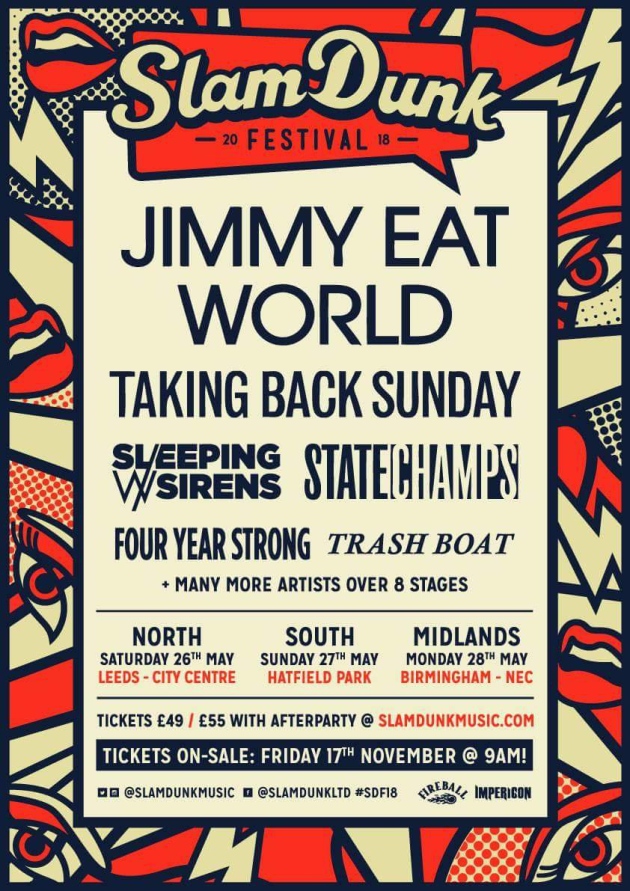 Slam Dunk
20 FESTIVAL 18
JIMMY EAT
WORLD
TAKING BACK SUNDAY
SLEEPING
W/SIRENS
STATE CHAMPS
FOUR YEAR STRONG TRASH BOAT
+ MANY MORE ARTISTS OVER 8 STAGES
NORTH
SATURDAY 26TH MAY
LEEDS - CITY CENTRE
SOUTH
SUNDAY 27TH MAY
HATFIELD PARK
MIDLANDS
MONDAY 28TH MAY
BIRMINGHAM - NEC
TICKETS £49 / £55 WITH AFTERPARTY @ SLAMDUNKMUSIC.COM
TICKETS ON-SALE: FRIDAY 17TH NOVEMBER @ 9AM!
@SLAMDUNKMUSIC @SLAMDUNKLTD #SDF18 FIREBALL IMPERICON